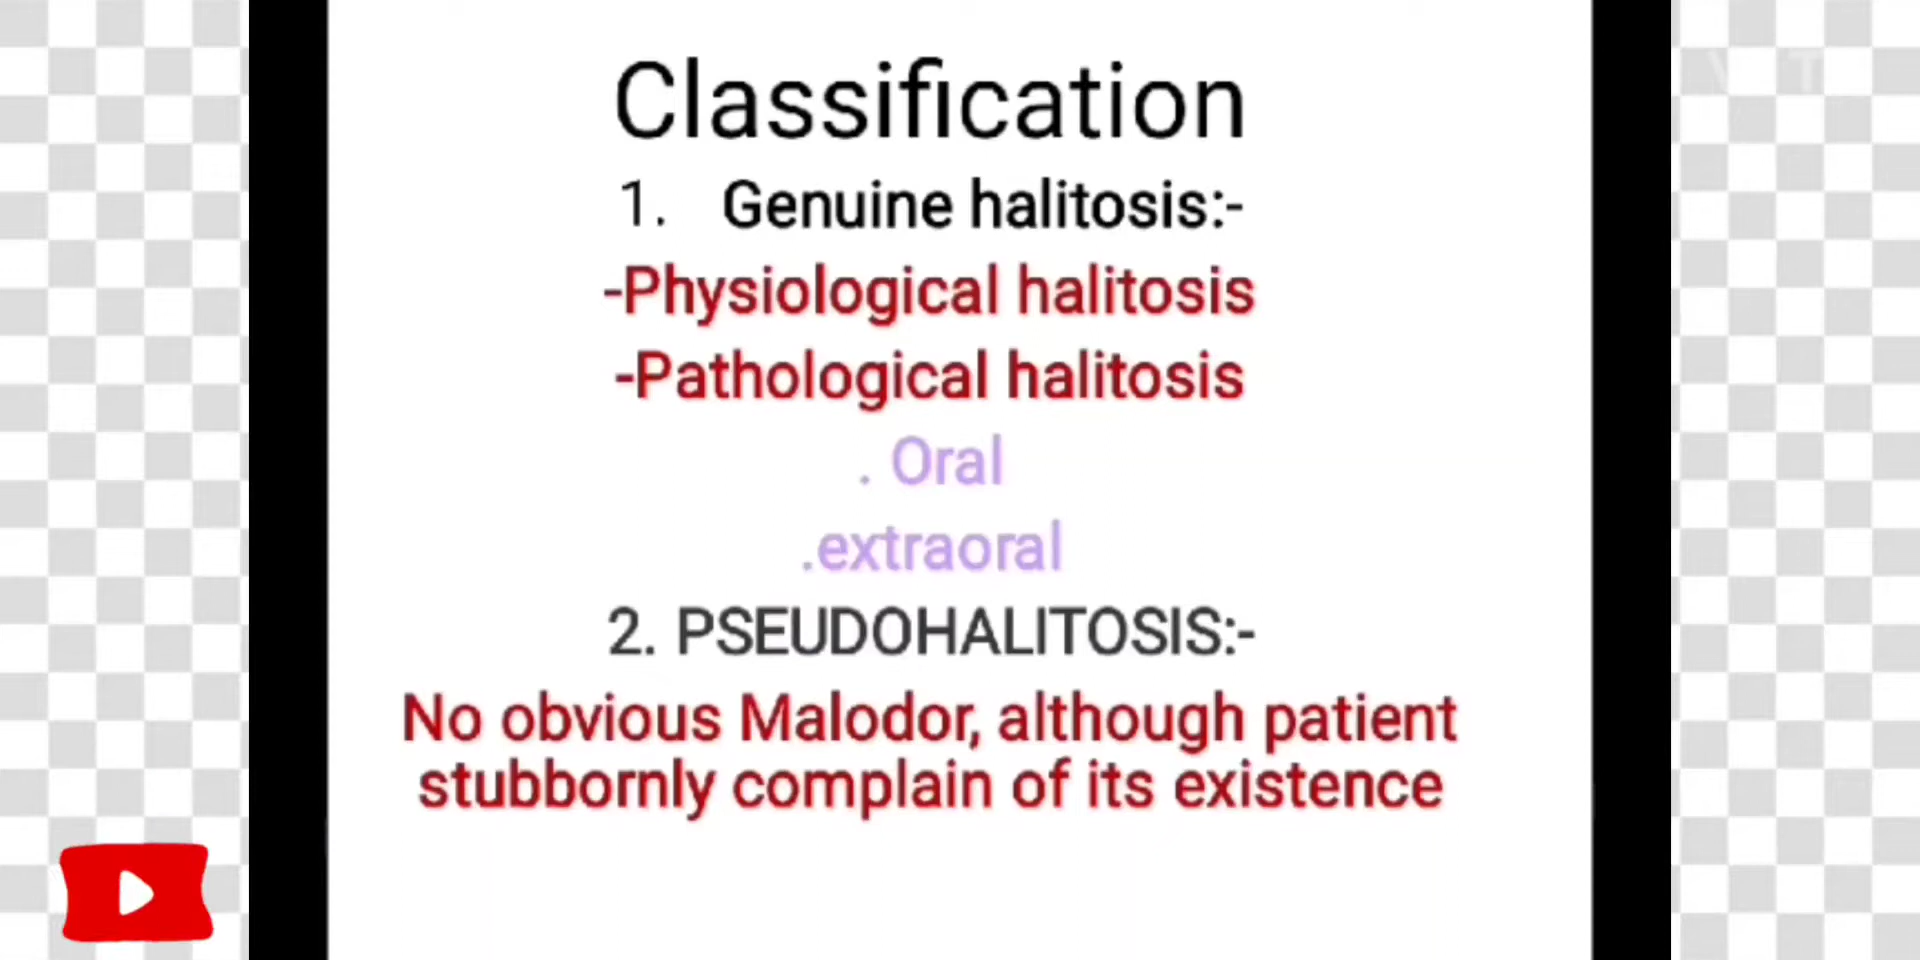 Classification
1. Genuine halitosis:-
-Physiological halitosis
-Pathological halitosis
. Oral
.extraoral
2. PSEUDOHALITOSIS:-
No obvious Malodor, although patient
stubbornly complain of its existence